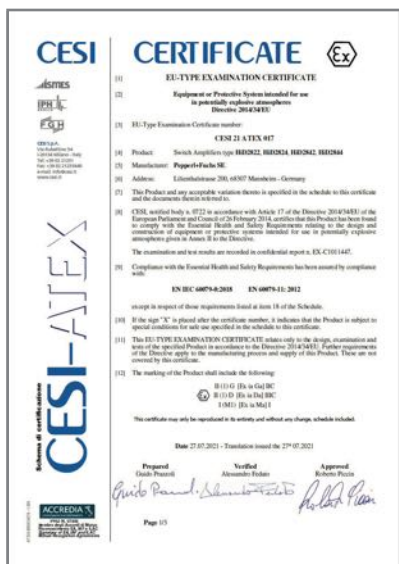 CESI
ISMES
IPH
FGH
CESI S.p.A.
Schema di certificazione
CESI-ATEX
ACCREDIA
CERTIFICATE
Ex
[1] EU-TYPE EXAMINATION CERTIFICATE
[2] Equipment or Protective System intended for use
in potentially explosive atmospheres
Directive 2014/34/EU
[3] EU-Type Examination Certificate number:
CESI 21 ATEX 017
[4] Product: Switch Amplifiers type HiD2822, HiD2824, HiD2842, HiD2844
[5] Manufacturer: Pepperl+Fuchs SE
[6] Address: Lilienthalstrasse 200, 68307 Mannheim - Germany
[7] This Product and any acceptable variation thereto is specified in the schedule to this certificate
and the documents therein referred to.
[8] CESI, notified body n. 0722 in accordance with Article 17 of the Directive 2014/34/EU of the
European Parliament and Council of 26 February 2014, certifies that this Product has been found
to comply with the Essential Health and Safety Requirements relating to the design and
construction of equipment or protective systems intended for use in potentially explosive
atmospheres given in Annex II to the Directive.
The examination and test results are recorded in confidential report n. EX-C1011447.
[9] Compliance with the Essential Health and Safety Requirements has been assured by compliance
with:
EN IEC 60079-0:2018 EN 60079-11: 2012
except in respect of those requirements listed at item 18 of the Schedule.
[10] If the sign "X" is placed after the certificate number, it indicates that the Product is subject to
special conditions for safe use specified in the schedule to this certificate.
[11] This EU-TYPE EXAMINATION CERTIFICATE relates only to the design, examination and
tests of the specified Product in accordance to the Directive 2014/34/EU. Further requirements
of the Directive apply to the manufacturing process and supply of this Product. These are not
covered by this certificate.
[12] The marking of the Product shall include the following:
II (1) G [Ex ia Ga] IIC
II (1) D [Ex ia Da] IIIC
I (M1) [Ex ia Ma] I
This certificate may only be reproduced in its entirety and without any change, schedule included.
Date 27.07.2021 - Translation issued the 27th 07.2021
Prepared Verified Approved
Guido Pozzoli Alessandro Fedato Roberto Piccin
Page 1/5